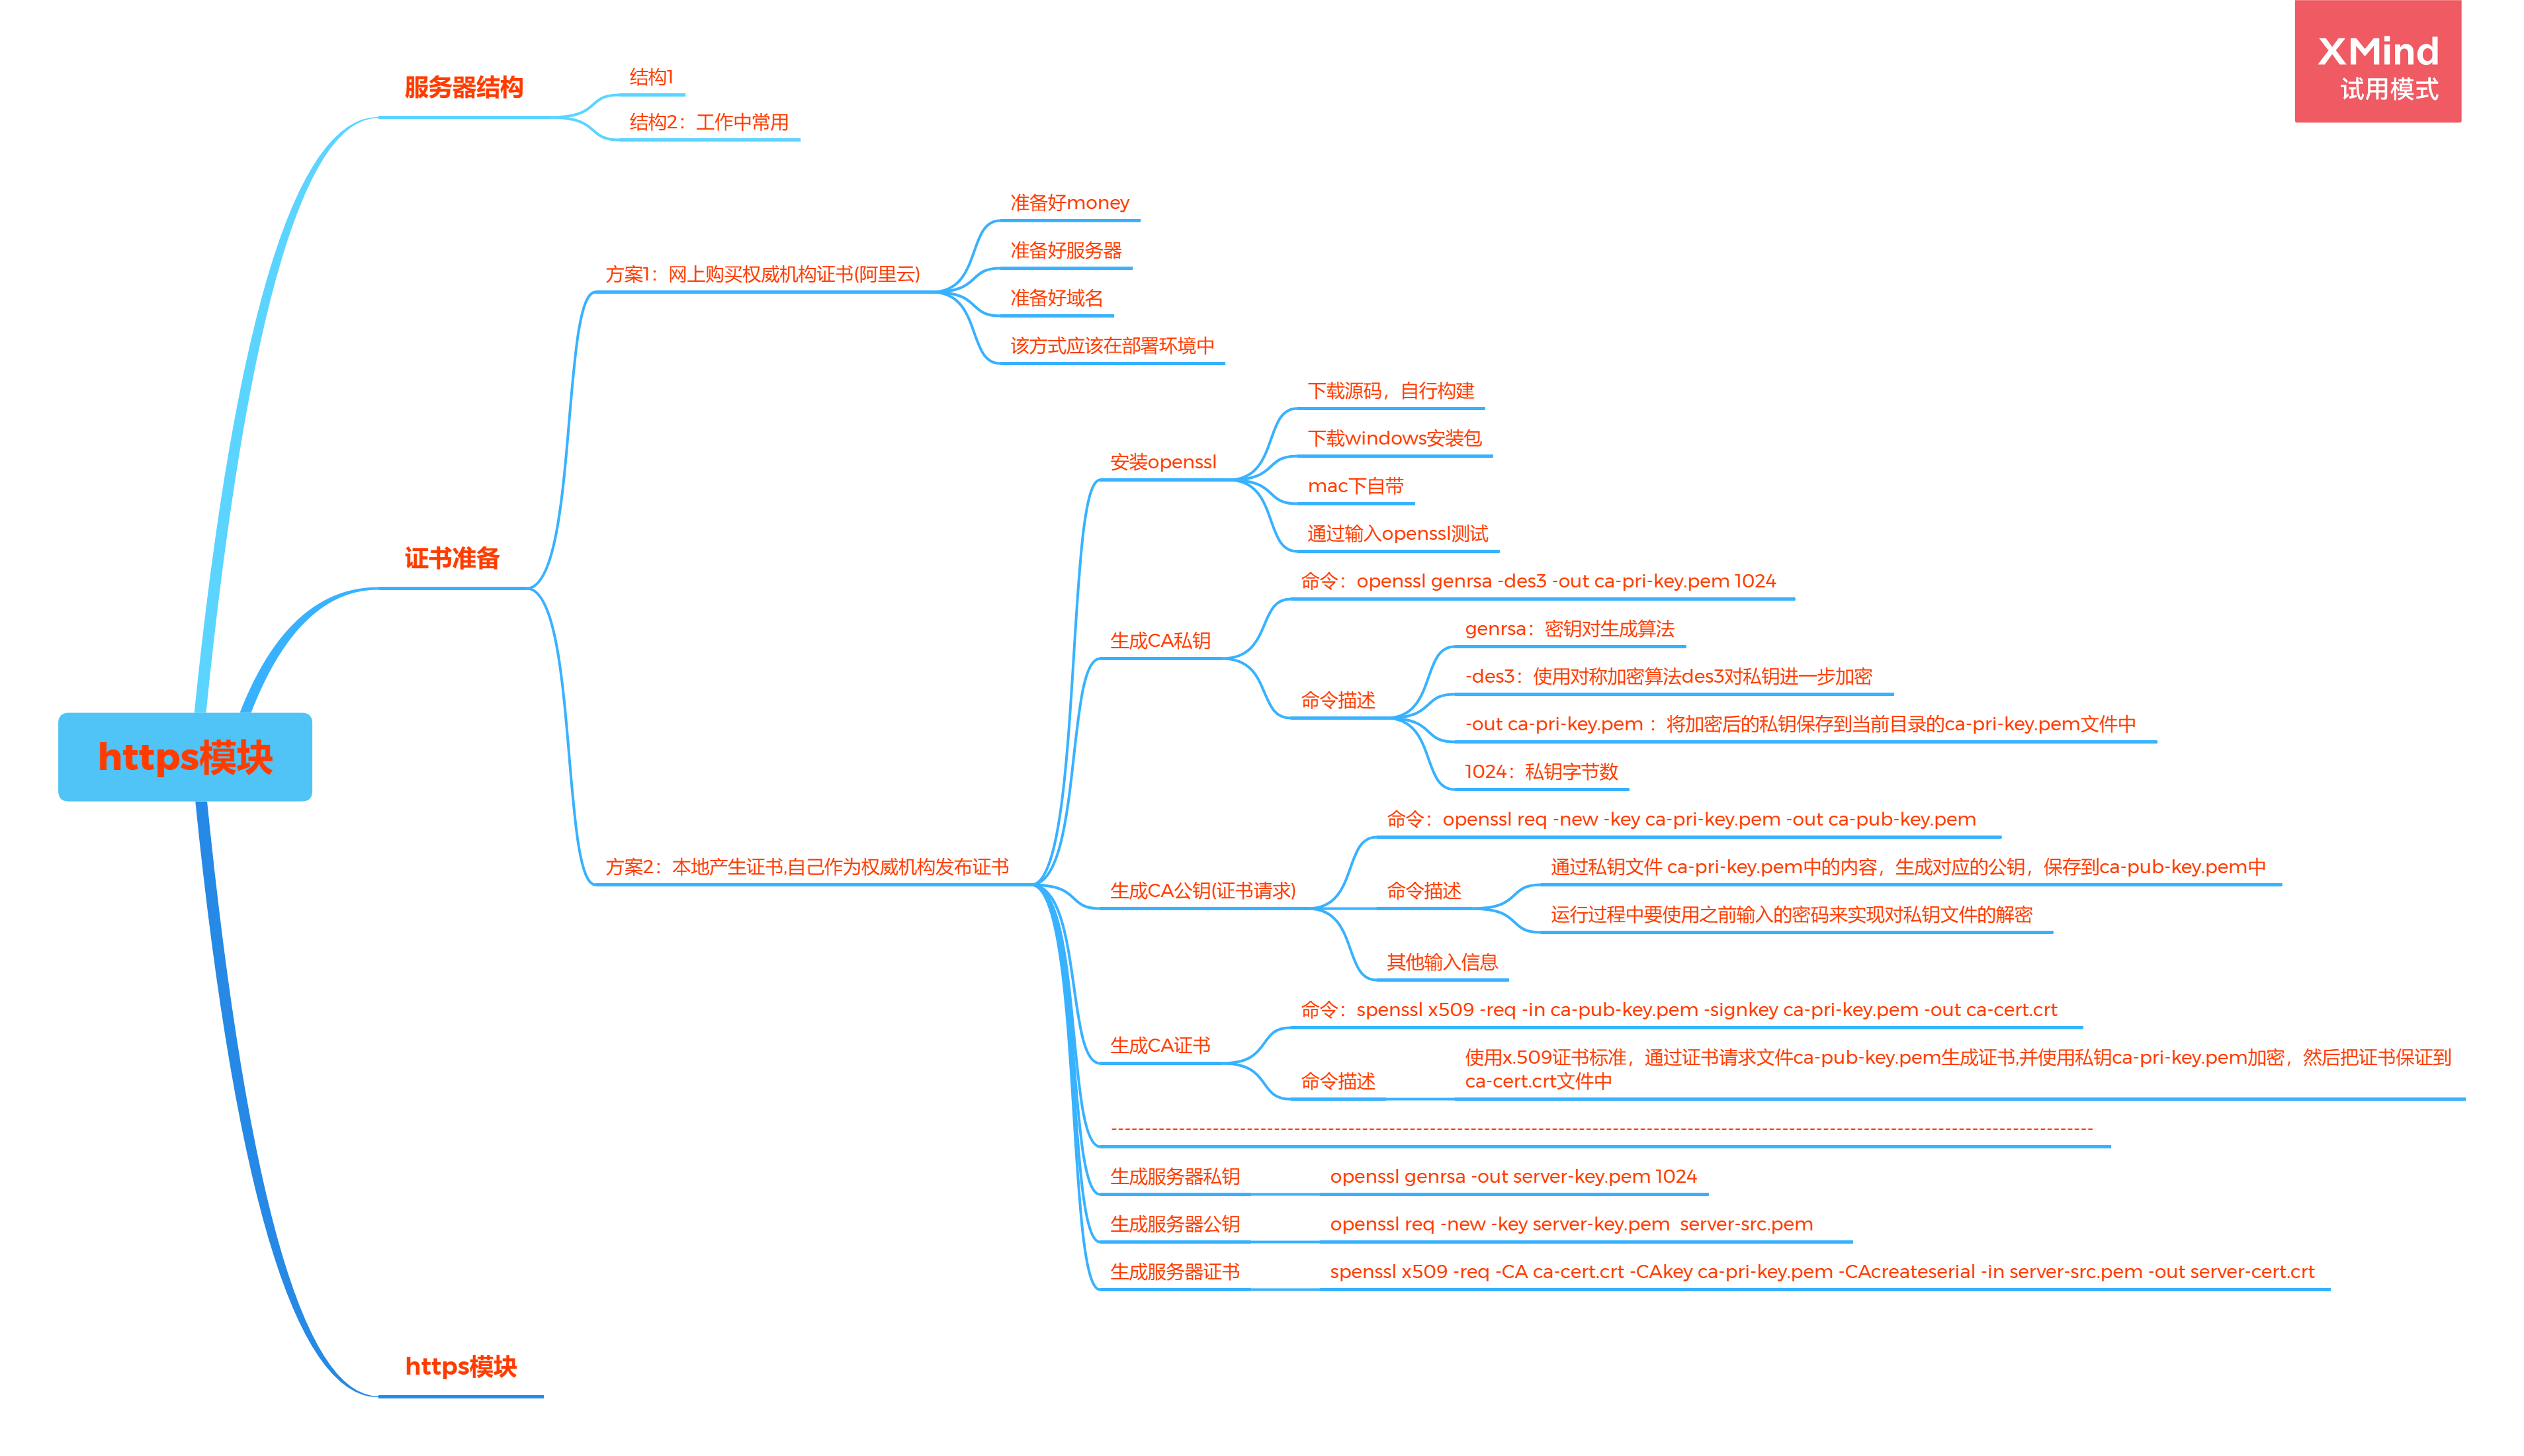 XMind
试用模式
https模块
服务器结构
结构1
结构2：工作中常用
证书准备
方案1：网上购买权威机构证书(阿里云)
准备好money
准备好服务器
准备好域名
该方式应该在部署环境中
方案2：本地产生证书,自己作为权威机构发布证书
安装openssl
下载源码，自行构建
下载windows安装包
mac下自带
通过输入openssl测试
生成CA私钥
命令：openssl genrsa -des3 -out ca-pri-key.pem 1024
命令描述
genrsa：密钥对生成算法
-des3：使用对称加密算法des3对私钥进一步加密
-out ca-pri-key.pem ：将加密后的私钥保存到当前目录的ca-pri-key.pem文件中
1024：私钥字节数
生成CA公钥(证书请求)
命令：openssl req -new -key ca-pri-key.pem -out ca-pub-key.pem
命令描述
通过私钥文件 ca-pri-key.pem中的内容，生成对应的公钥，保存到ca-pub-key.pem中
运行过程中要使用之前输入的密码来实现对私钥文件的解密
其他输入信息
生成CA证书
命令：spenssl x509 -req -in ca-pub-key.pem -signkey ca-pri-key.pem -out ca-cert.crt
命令描述
使用x.509证书标准，通过证书请求文件ca-pub-key.pem生成证书,并使用私钥ca-pri-key.pem加密，然后把证书保证到
ca-cert.crt文件中
生成服务器私钥
openssl genrsa -out server-key.pem 1024
生成服务器公钥
openssl req -new -key server-key.pem  server-src.pem
生成服务器证书
spenssl x509 -req -CA ca-cert.crt -CAkey ca-pri-key.pem -CAcreateserial -in server-src.pem -out server-cert.crt
https模块